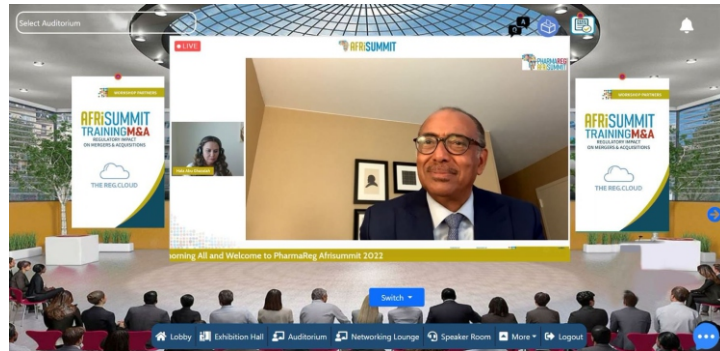 Select Auditorium
LIVE
AFRISUMMIT
PHARMAREG
AFRISUMMIT
WORKSHOP PARTNERS
AFRiSUMMIT
TRAININGM&A
REGULATORY IMPACT
ON MERGERS & ACQUISITIONS
THE REG.CLOUD
WORKSHOP PARTNERS
AFRiSUMMIT
TRAININGM&A
REGULATORY IMPACT
ON MERGERS & ACQUISITIONS
THE REG.CLOUD
oming All and Welcome to PharmaReg Afrisummit 2022
Switch
Lobby Exhibition Hall Auditorium Networking Lounge Speaker Room More Logout